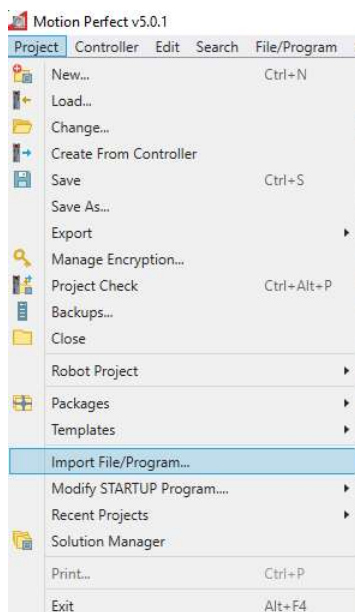 Motion Perfect v5.0.1
Project Controller Edit Search File/Program
New... Ctrl+N
Load...
Change...
Create From Controller
Save Ctrl+S
Save As...
Export
Manage Encryption...
Project Check Ctrl+Alt+P
Backups...
Close
Robot Project
Packages
Templates
Import File/Program...
Modify STARTUP Program....
Recent Projects
Solution Manager
Print... Ctrl+P
Exit Alt+F4